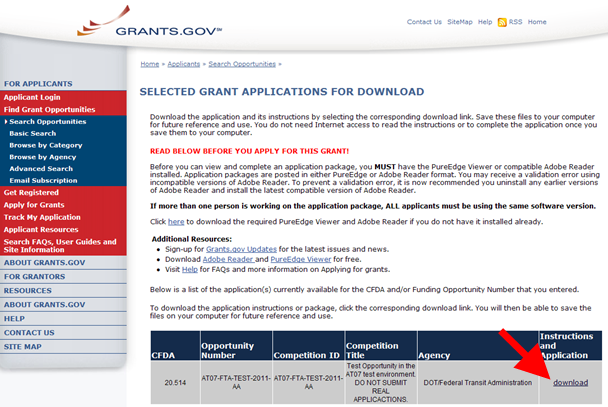 GRANTS.GOV℠
Contact Us SiteMap Help RSS Home
FOR APPLICANTS
Applicant Login
Find Grant Opportunities
Search Opportunities
Basic Search
Browse by Category
Browse by Agency
Advanced Search
Email Subscription
Get Registered
Apply for Grants
Track My Application
Applicant Resources
Search FAQs, User Guides and
Site Information
ABOUT GRANTS.GOV
FOR GRANTORS
RESOURCES
ABOUT GRANTS.GOV
HELP
CONTACT US
SITE MAP
Home » Applicants » Search Opportunities »
SELECTED GRANT APPLICATIONS FOR DOWNLOAD
Download the application and its instructions by selecting the corresponding download link. Save these files to your computer
for future reference and use. You do not need Internet access to read the instructions or to complete the application once you
save them to your computer.
READ BELOW BEFORE YOU APPLY FOR THIS GRANT!
Before you can view and complete an application package, you MUST have the PureEdge Viewer or compatible Adobe Reader
installed. Application packages are posted in either PureEdge or Adobe Reader format. You may receive a validation error using
incompatible versions of Adobe Reader. To prevent a validation error, it is now recommended you uninstall any earlier versions
of Adobe Reader and install the latest compatible version of Adobe Reader.
If more than one person is working on the application package, ALL applicants must be using the same software version.
Click here to download the required PureEdge Viewer and Adobe Reader if you do not have it installed already.
Additional Resources:
• Sign-up for Grants.gov Updates for the latest issues and news.
• Download Adobe Reader and PureEdge Viewer for free.
• Visit Help for FAQs and more information on Applying for grants.
Below is a list of the application(s) currently available for the CFDA and/or Funding Opportunity Number that you entered.
To download the application instructions or package, click the corresponding download link. You will then be able to save the
files on your computer for future reference and use.
CFDA
Opportunity
Number
Competition ID
Competition
Title
Agency
Instructions
and
Application
20.514
AT07-FTA-TEST-2011-
AA
AT07-FTA-TEST-2011-
AA
Test Opportunity in the
AT07 test environment.
DO NOT SUBMIT
REAL
APPLICACTIONS.
DOT/Federal Transit Administration
download